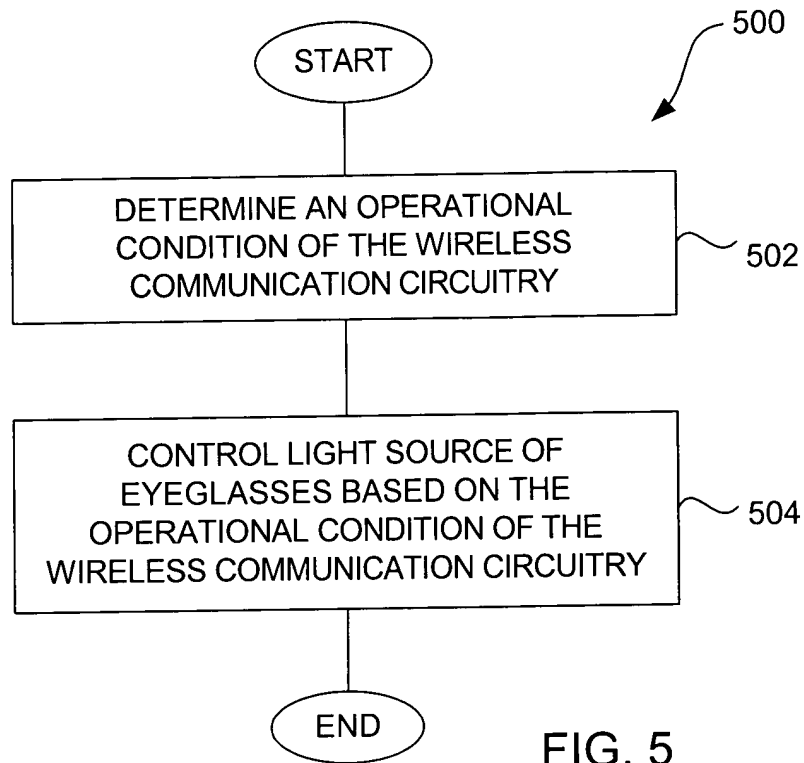 500
START
DETERMINE AN OPERATIONAL
CONDITION OF THE WIRELESS
COMMUNICATION CIRCUITRY
502
CONTROL LIGHT SOURCE OF
EYEGLASSES BASED ON THE
OPERATIONAL CONDITION OF THE
WIRELESS COMMUNICATION CIRCUITRY
504
END
FIG. 5